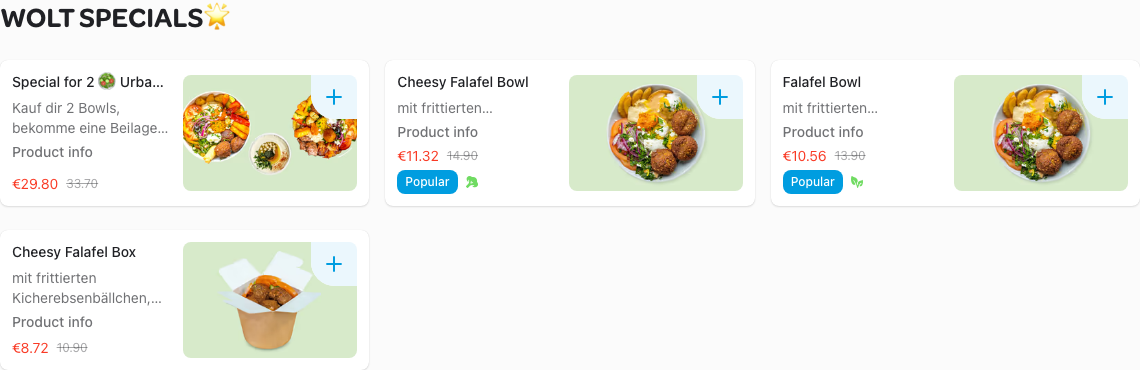 WOLT SPECIALS🌟
Special for 2 🥗 Urba...
Kauf dir 2 Bowls,
bekomme eine Beilage...
Product info
€29.80 33.70
Cheesy Falafel Bowl
mit frittierten...
Product info
€11.32 14.90
Popular
Falafel Bowl
mit frittierten...
Product info
€10.56 13.90
Popular
Cheesy Falafel Box
mit frittierten
Kicherebsenbällchen,...
Product info
€8.72 10.90